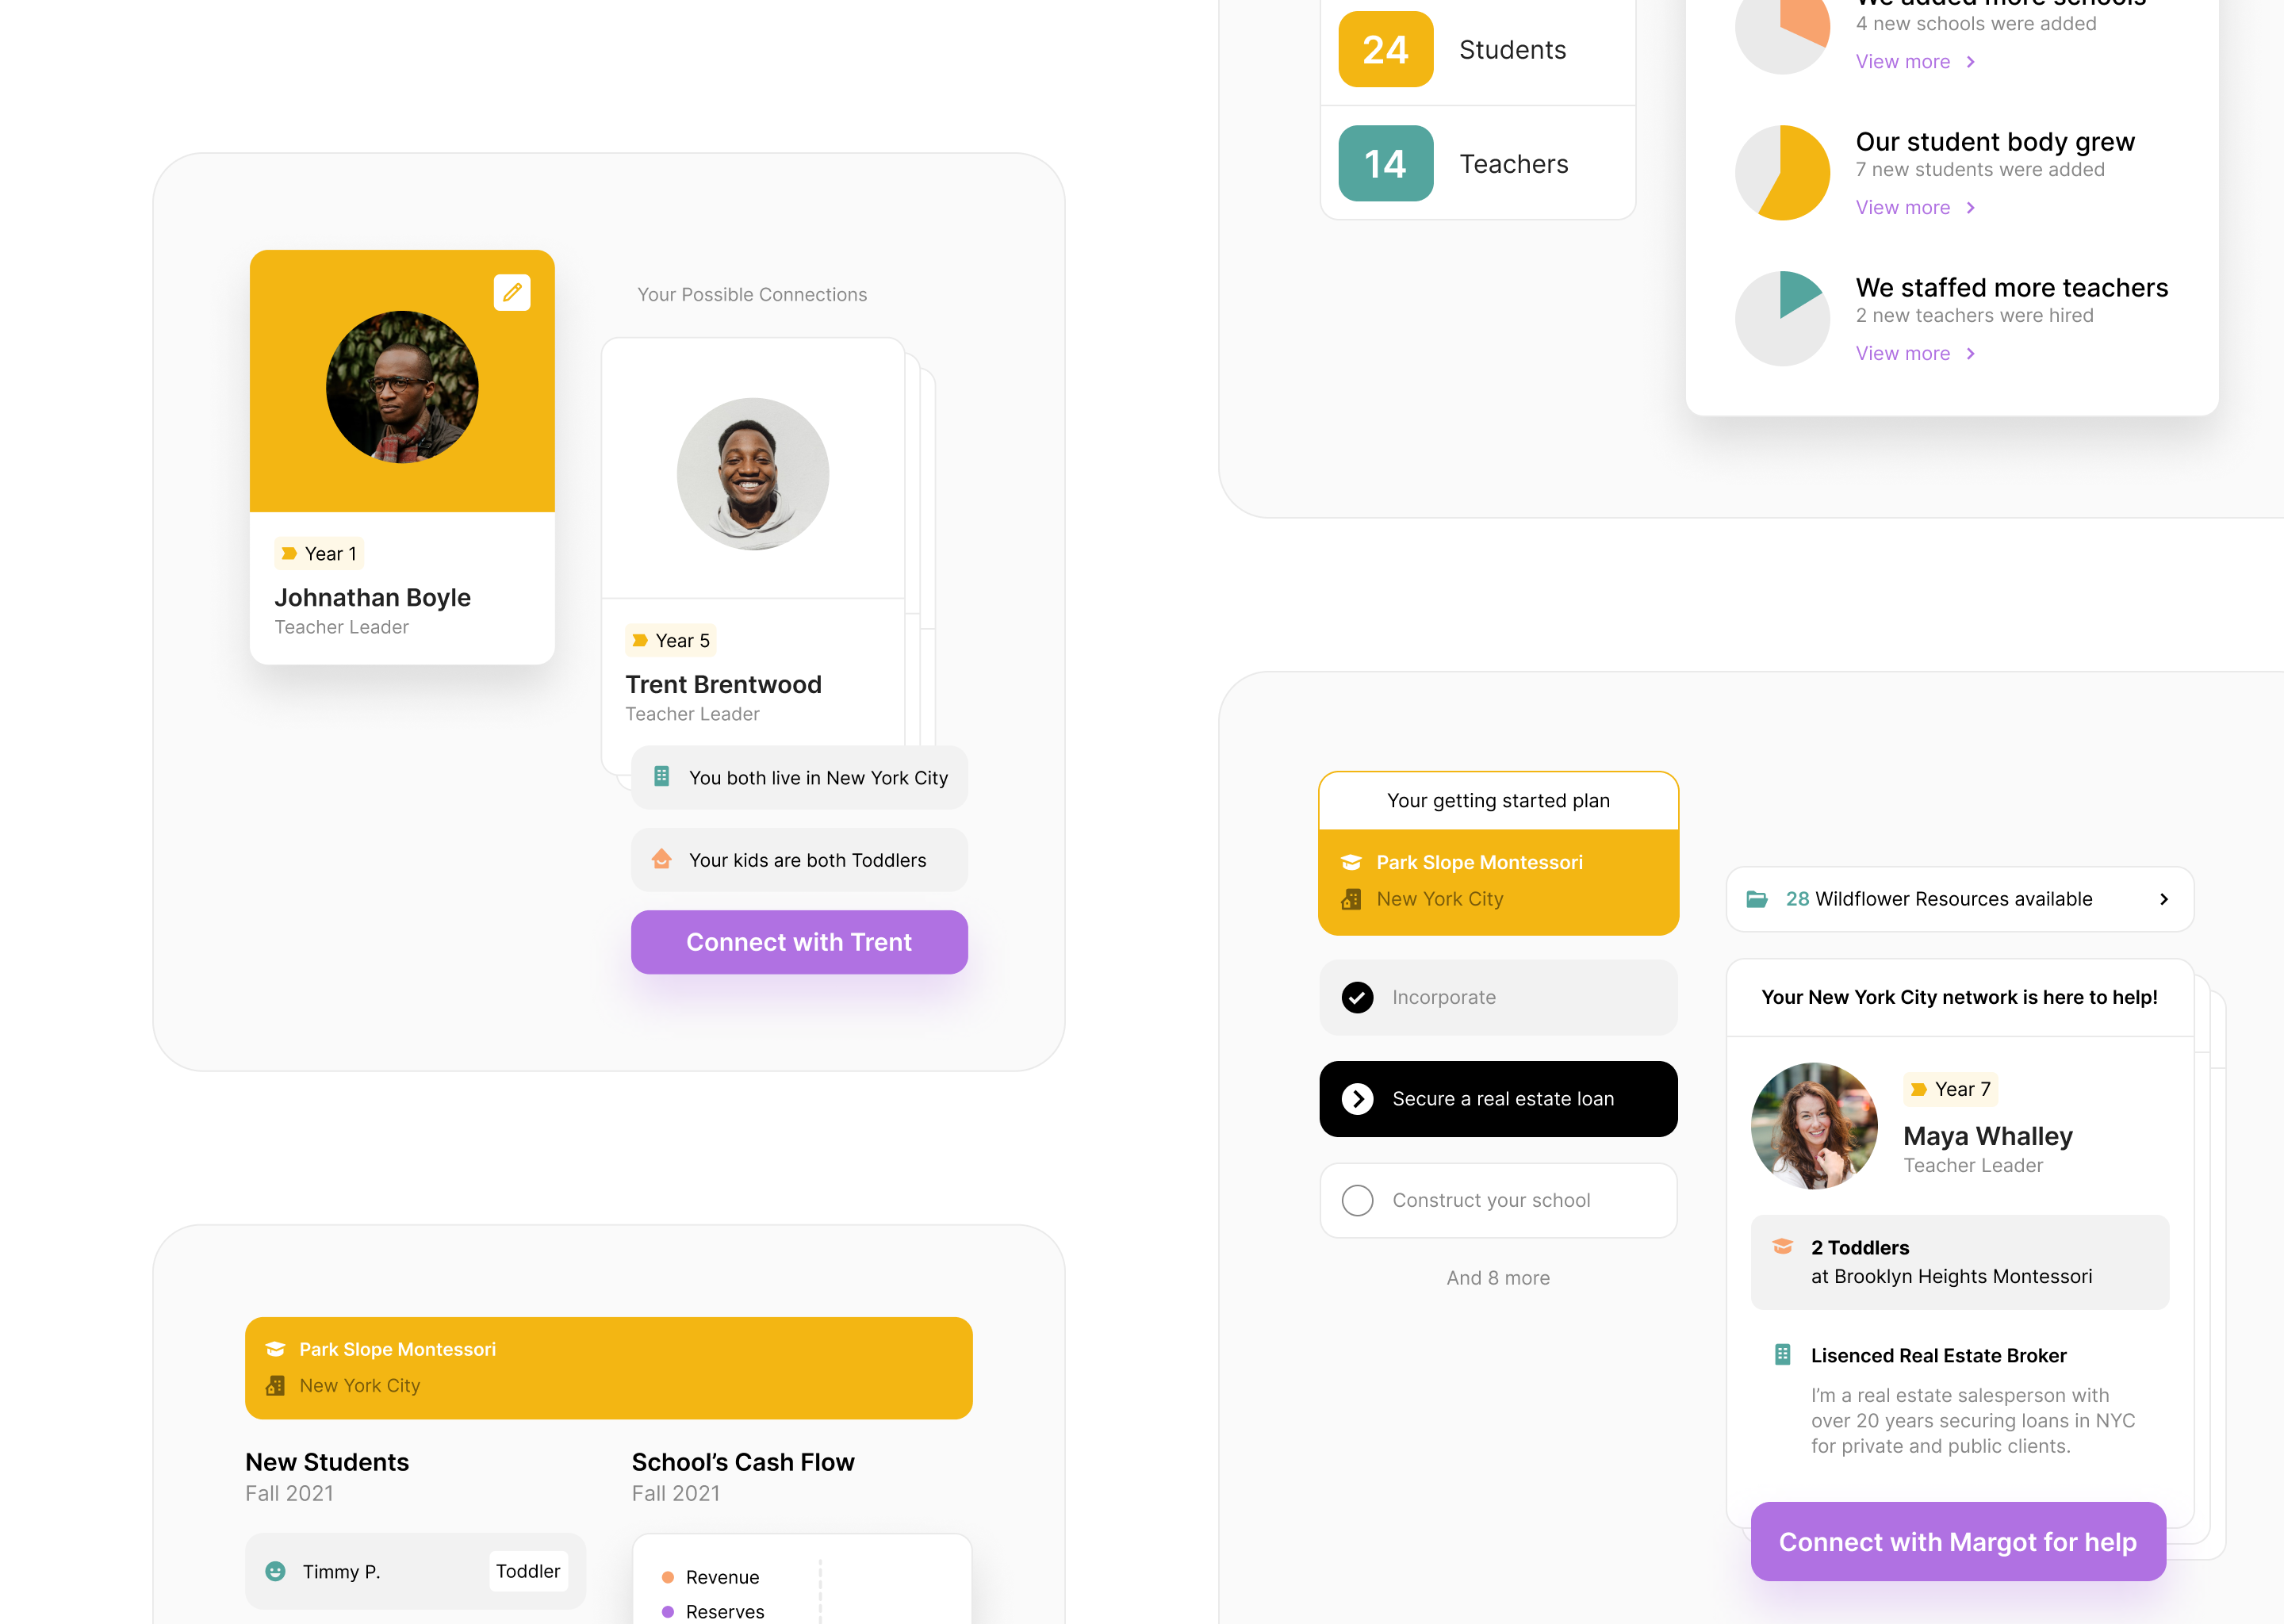 Your Possible Connections
Year 1
Johnathan Boyle
Teacher Leader
Year 5
Trent Brentwood
Teacher Leader
You both live in New York City
Your kids are both Toddlers
Connect with Trent
Park Slope Montessori
New York City
New Students
Fall 2021
Timmy P.
Toddler
School’s Cash Flow
Fall 2021
Revenue
Reserves
24
Students
14
Teachers
We added more schools
4 new schools were added
View more
Our student body grew
7 new students were added
View more
We staffed more teachers
2 new teachers were hired
View more
Your getting started plan
Park Slope Montessori
New York City
Incorporate
Secure a real estate loan
Construct your school
And 8 more
28 Wildflower Resources available
Your New York City network is here to help!
Year 7
Maya Whalley
Teacher Leader
2 Toddlers
at Brooklyn Heights Montessori
Lisenced Real Estate Broker
I’m a real estate salesperson with
over 20 years securing loans in NYC
for private and public clients.
Connect with Margot for help